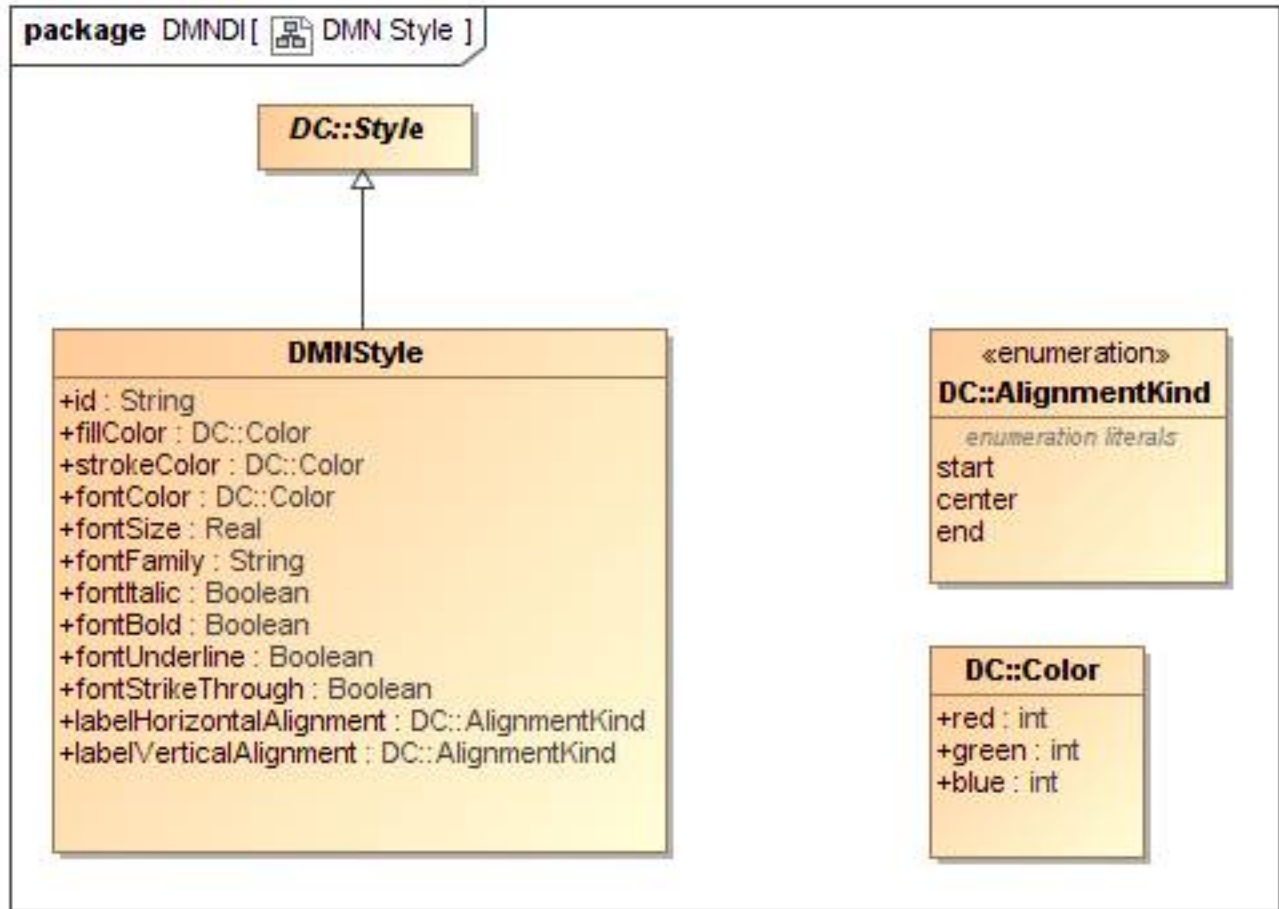 package DMNDI[ DMN Style ]
DC::Style
DMNStyle
+id : String
+fillColor : DC::Color
+strokeColor : DC::Color
+fontColor : DC::Color
+fontSize : Real
+fontFamily : String
+fontItalic : Boolean
+fontBold : Boolean
+fontUnderline : Boolean
+fontStrikeThrough : Boolean
+labelHorizontalAlignment : DC::AlignmentKind
+labelVerticalAlignment : DC::AlignmentKind
«enumeration»
DC::AlignmentKind
enumeration literals
start
center
end
DC::Color
+red : int
+green : int
+blue : int